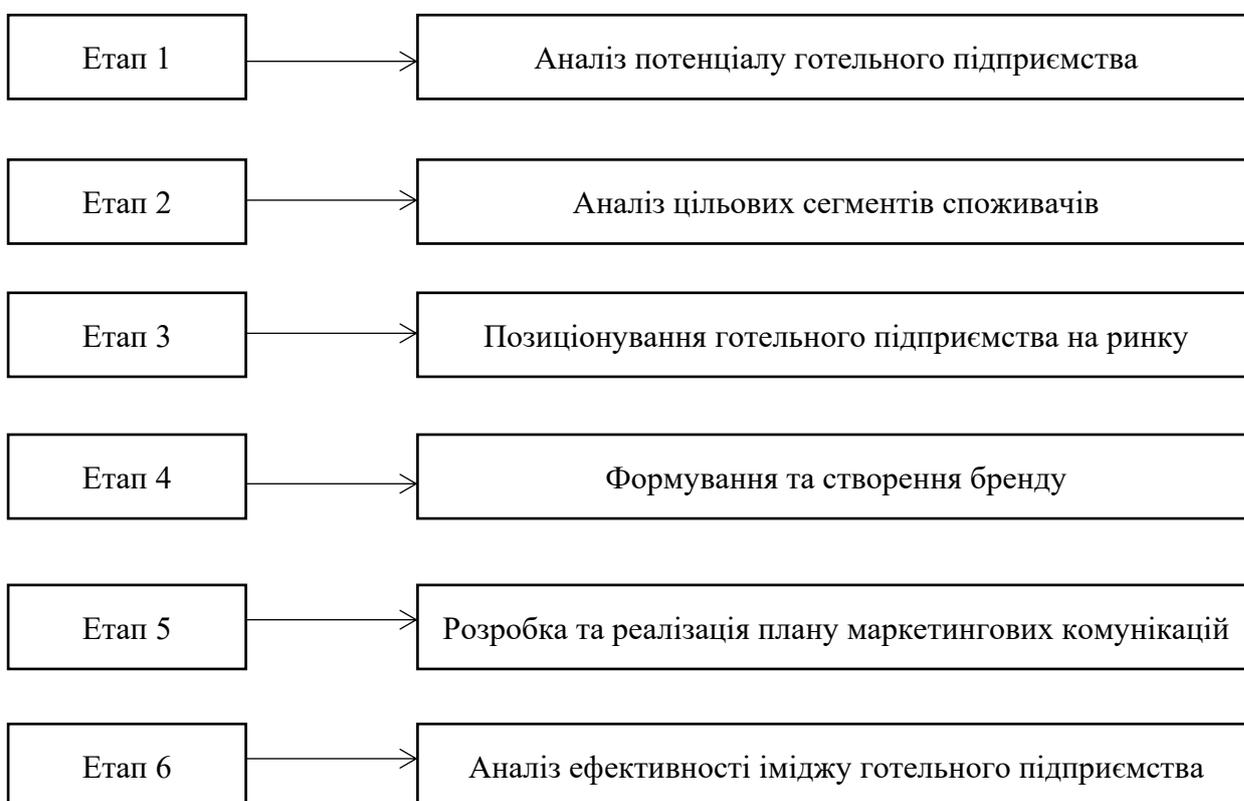 Етап 1
Аналіз потенціалу готельного підприємства
Етап 2
Аналіз цільових сегментів споживачів
Етап 3
Позиціонування готельного підприємства на ринку
Етап 4
Формування та створення бренду
Етап 5
Розробка та реалізація плану маркетингових комунікацій
Етап 6
Аналіз ефективності іміджу готельного підприємства